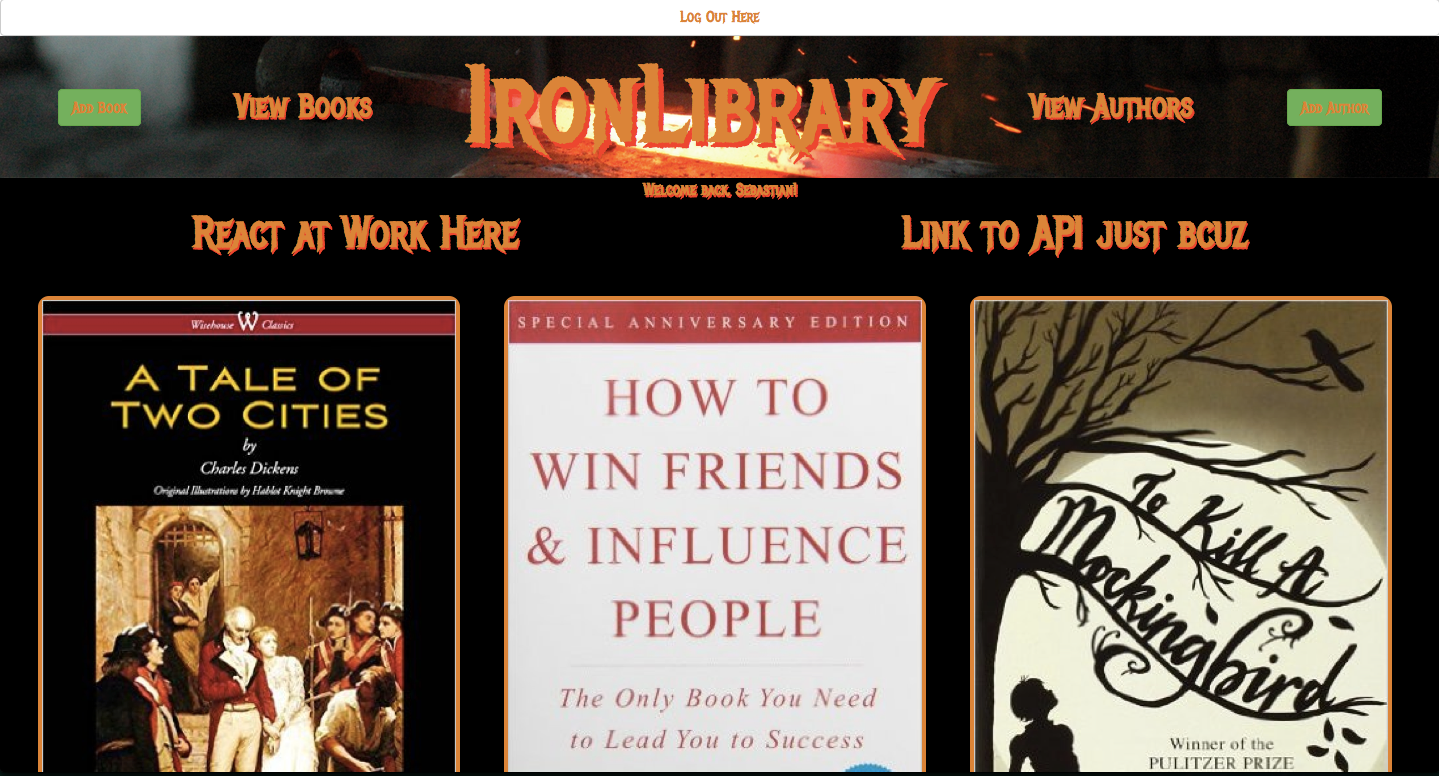 Log Out Here
Add Book
View Books
IronLibrary
View Authors
Add Author
Welcome back, Sebastian!
React at Work Here
Link to API just bcuz
Wisehouse W Classics
A TALE OF
TWO CITIES
by
Charles Dickens
Original Illustrations by Hablot Knight Browne
SPECIAL ANNIVERSARY EDITION
HOW TO
WIN FRIENDS
& INFLUENCE
PEOPLE
The Only Book You Need
to Lead You to Success
To Kill A
Mockingbird
Winner of the
PULITZER PRIZE